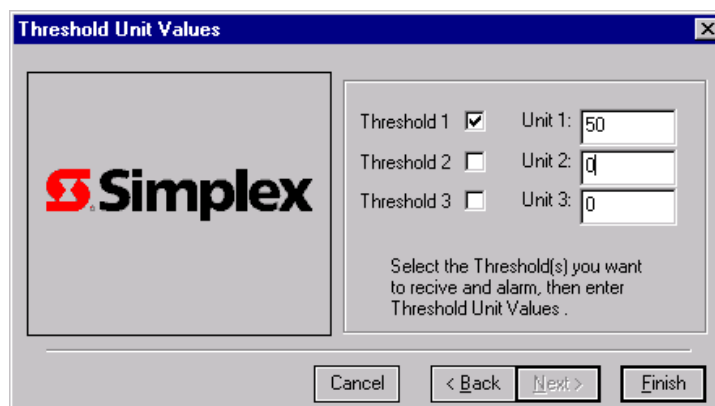 Threshold Unit Values
Simplex
Threshold 1 Unit 1: 50
Threshold 2 Unit 2: 0
Threshold 3 Unit 3: 0
Select the Threshold(s) you want
to recive and alarm, then enter
Threshold Unit Values .
Cancel < Back Next > Finish